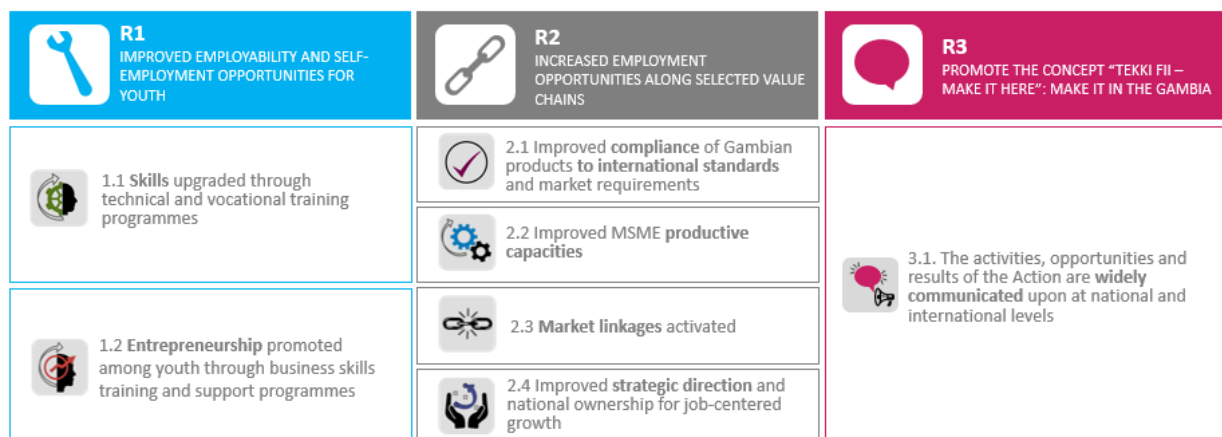 R1
IMPROVED EMPLOYABILITY AND SELF-
EMPLOYMENT OPPORTUNITIES FOR
YOUTH
1.1 Skills upgraded through
technical and vocational training
programmes
1.2 Entrepreneurship promoted
among youth through business skills
training and support programmes
R2
INCREASED EMPLOYMENT
OPPORTUNITIES ALONG SELECTED VALUE
CHAINS
2.1 Improved compliance of Gambian
products to international standards
and market requirements
2.2 Improved MSME productive
capacities
2.3 Market linkages activated
2.4 Improved strategic direction and
national ownership for job-centered
growth
R3
PROMOTE THE CONCEPT “TEKKI FII –
MAKE IT HERE”: MAKE IT IN THE GAMBIA
3.1. The activities, opportunities and
results of the Action are widely
communicated upon at national and
international levels